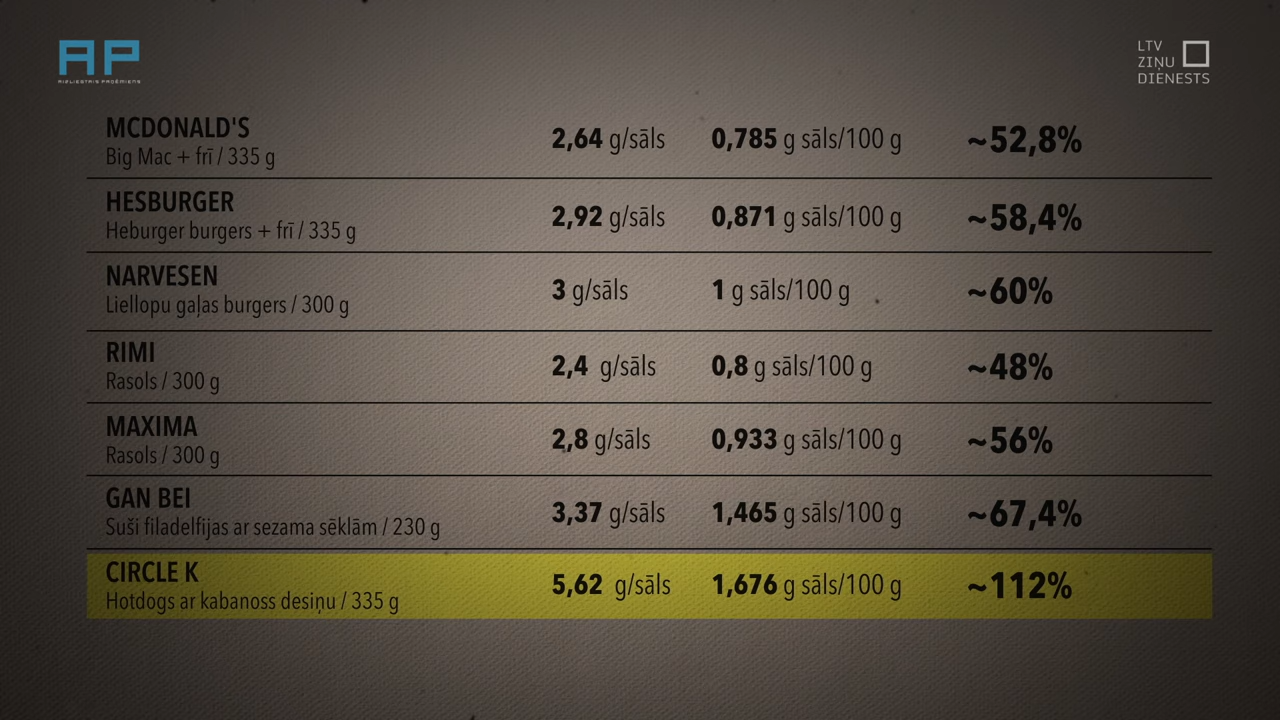 AP
AIZLIEGTAIS PAŅĒMIENS
LTV
ZIŅU
DIENESTS
MCDONALD'S
Big Mac + frī / 335 g
2,64 g/sāls 0,785 g sāls/100 g ~52,8%
HESBURGER
Heburger burgers + frī / 335 g
2,92 g/sāls 0,871 g sāls/100 g ~58,4%
NARVESEN
Liellopu gaļas burgers / 300 g
3 g/sāls 1 g sāls/100 g ~60%
RIMI
Rasols / 300 g
2,4 g/sāls 0,8 g sāls/100 g ~48%
MAXIMA
Rasols / 300 g
2,8 g/sāls 0,933 g sāls/100 g ~56%
GAN BEI
Suši filadelfijas ar sezama sēklām / 230 g
3,37 g/sāls 1,465 g sāls/100 g ~67,4%
CIRCLE K
Hotdogs ar kabanoss desiņu / 335 g
5,62 g/sāls 1,676 g sāls/100 g ~112%